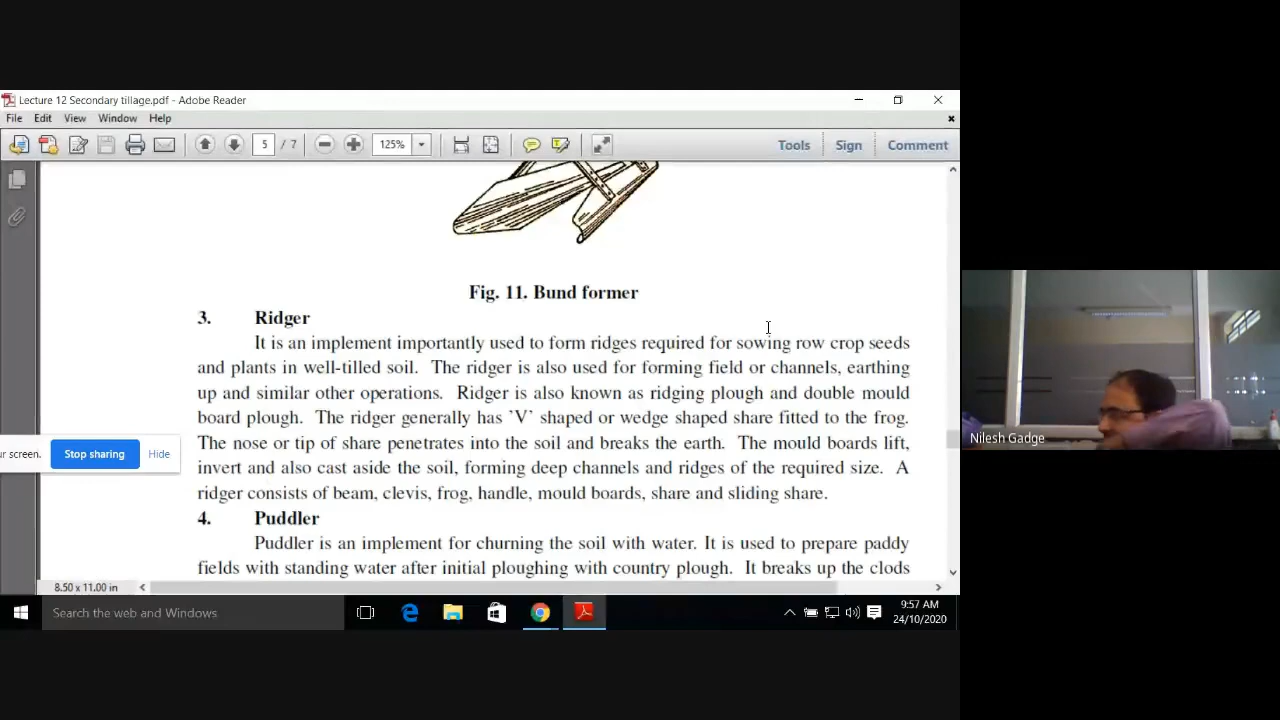 Lecture 12 Secondary tillage.pdf - Adobe Reader
File Edit View Window Help
5 / 7 125% Tools Sign Comment
Fig. 11. Bund former
3. Ridger
It is an implement importantly used to form ridges required for sowing row crop seeds
and plants in well-tilled soil. The ridger is also used for forming field or channels, earthing
up and similar other operations. Ridger is also known as ridging plough and double mould
board plough. The ridger generally has 'V' shaped or wedge shaped share fitted to the frog.
The nose or tip of share penetrates into the soil and breaks the earth. The mould boards lift,
invert and also cast aside the soil, forming deep channels and ridges of the required size. A
ridger consists of beam, clevis, frog, handle, mould boards, share and sliding share.
4. Puddler
Puddler is an implement for churning the soil with water. It is used to prepare paddy
fields with standing water after initial ploughing with country plough. It breaks up the clods
ur screen. Stop sharing Hide
Nilesh Gadge
8.50 x 11.00 in
Search the web and Windows
9:57 AM
24/10/2020